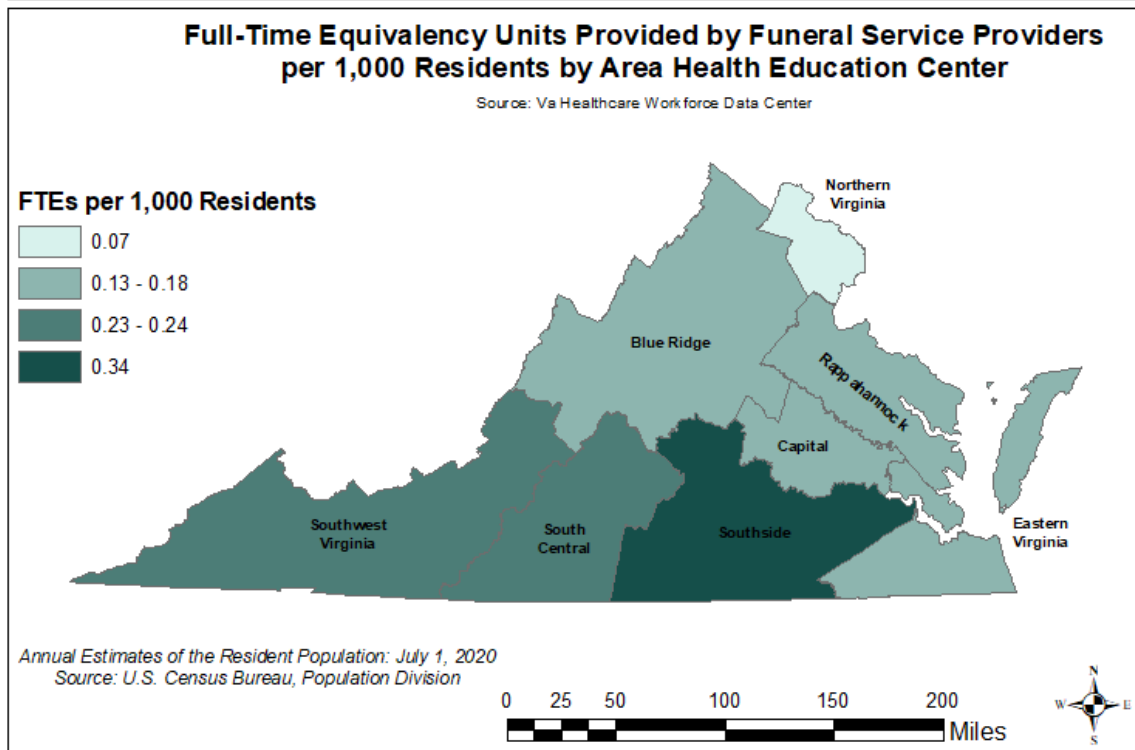 Full-Time Equivalency Units Provided by Funeral Service Providers
per 1,000 Residents by Area Health Education Center
Source: Va Healthcare Workforce Data Center
FTEs per 1,000 Residents
0.07
0.13 - 0.18
0.23 - 0.24
0.34
Northern
Virginia
Blue Ridge
Rappahannock
Capital
Southwest
Virginia
South
Central
Southside
Eastern
Virginia
Annual Estimates of the Resident Population: July 1, 2020
Source: U.S. Census Bureau, Population Division
0 25 50 100 150 200
Miles
N
W E
S